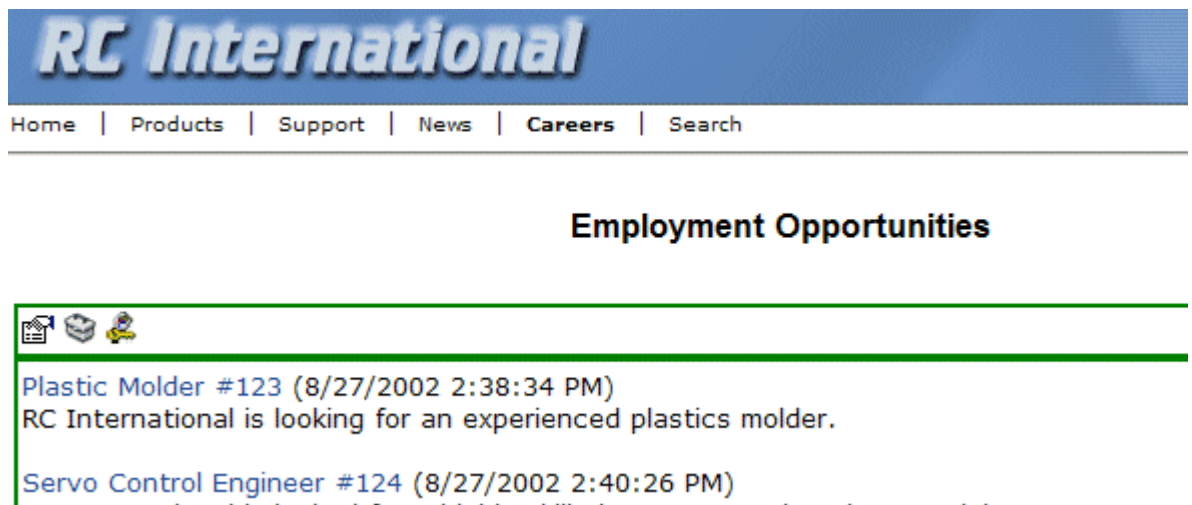 RC International
Home | Products | Support | News | Careers | Search
Employment Opportunities
Plastic Molder #123 (8/27/2002 2:38:34 PM)
RC International is looking for an experienced plastics molder.
Servo Control Engineer #124 (8/27/2002 2:40:26 PM)